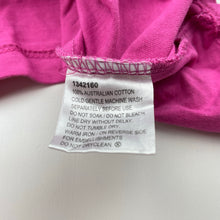 1342160
100% AUSTRALIAN COTTON
COLD GENTLE MACHINE WASH
SEPARATELY BEFORE USE
DO NOT SOAK. DO NOT BLEACH
LINE DRY WITHOUT DELAY
DO NOT TUMBLE DRY
WARM IRON - ON REVERSE SIDE
FOR EMBELLISHMENTS
DO NOT DRYCLEAN